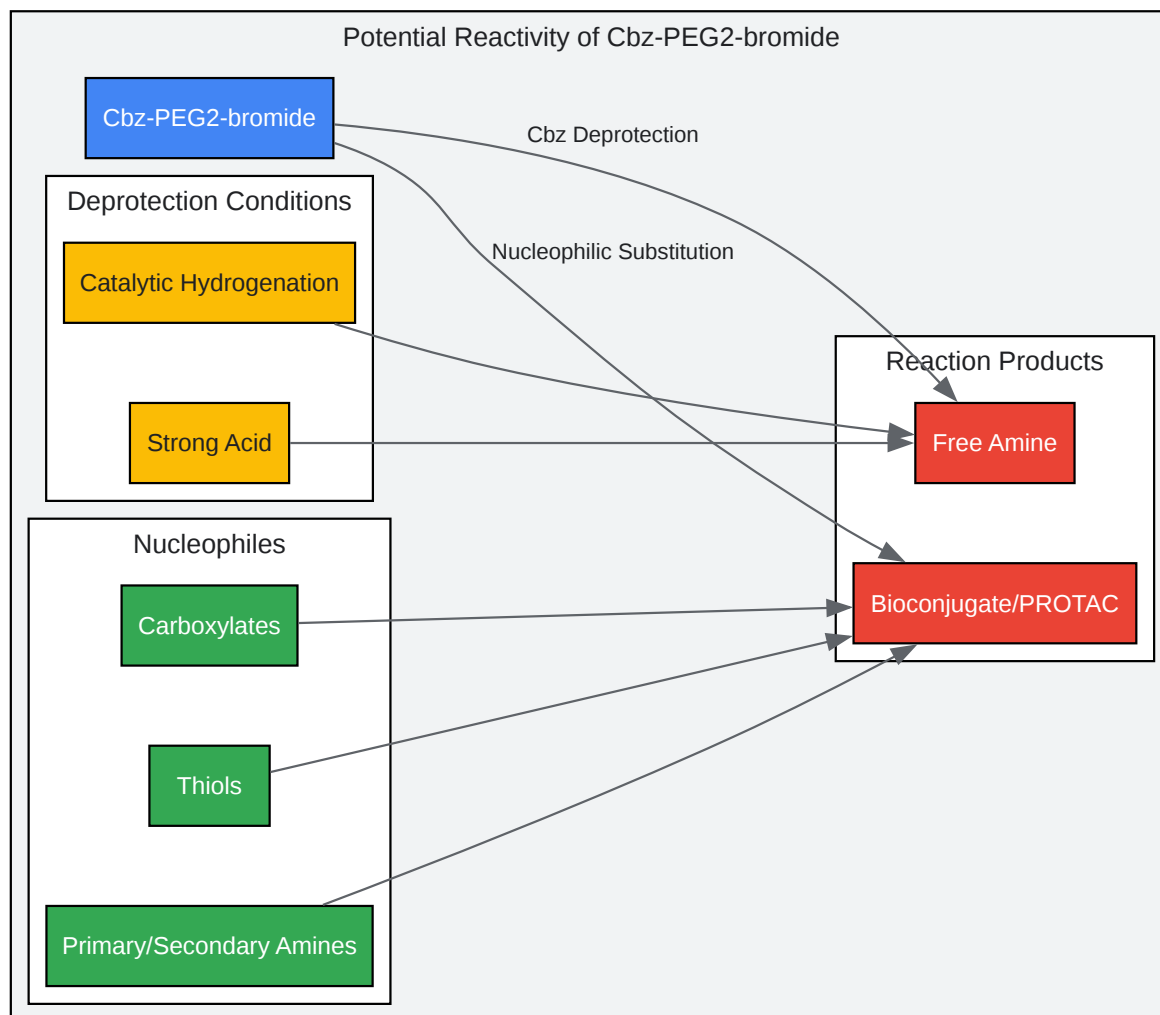 Potential Reactivity of Cbz-PEG2-bromide
Cbz-PEG2-bromide
Cbz Deprotection
Deprotection Conditions
Nucleophilic Substitution
Catalytic Hydrogenation
Reaction Products
Strong Acid
Free Amine
Nucleophiles
Carboxylates
Bioconjugate/PROTAC
Thiols
Primary/Secondary Amines